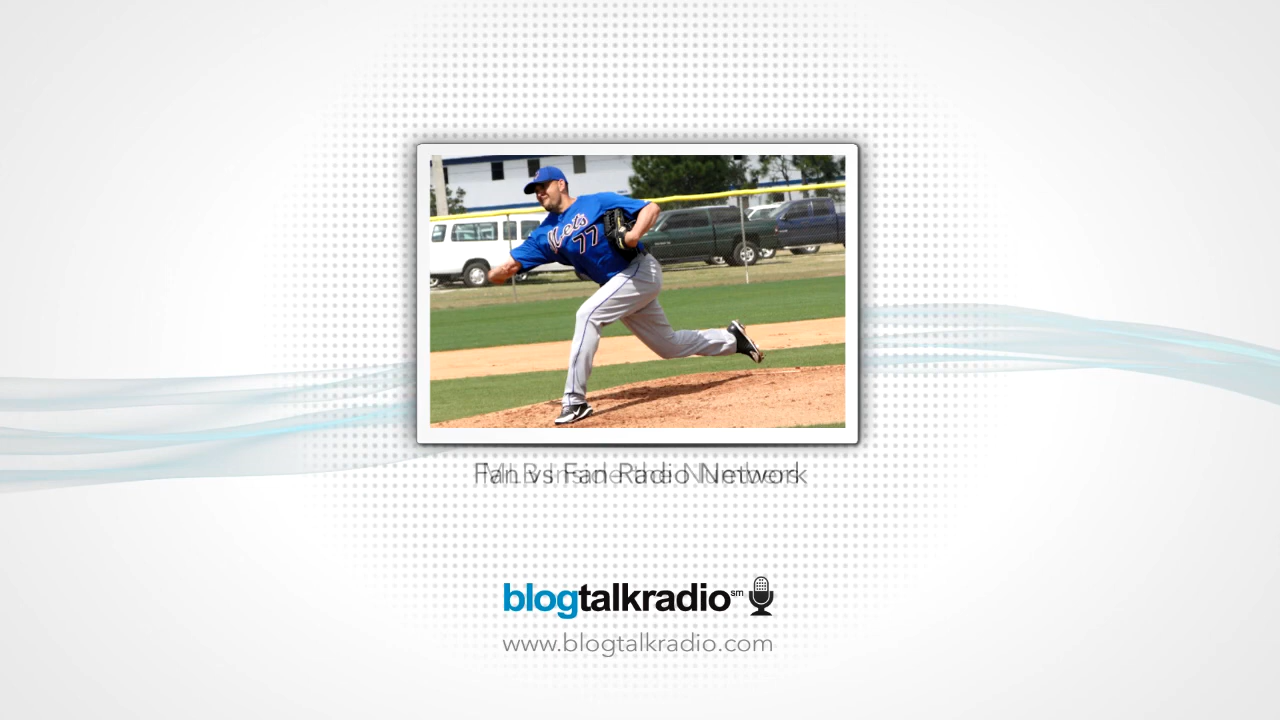 Mets
77
Fan vs Fan Radio Network
blogtalkradio sm
www.blogtalkradio.com